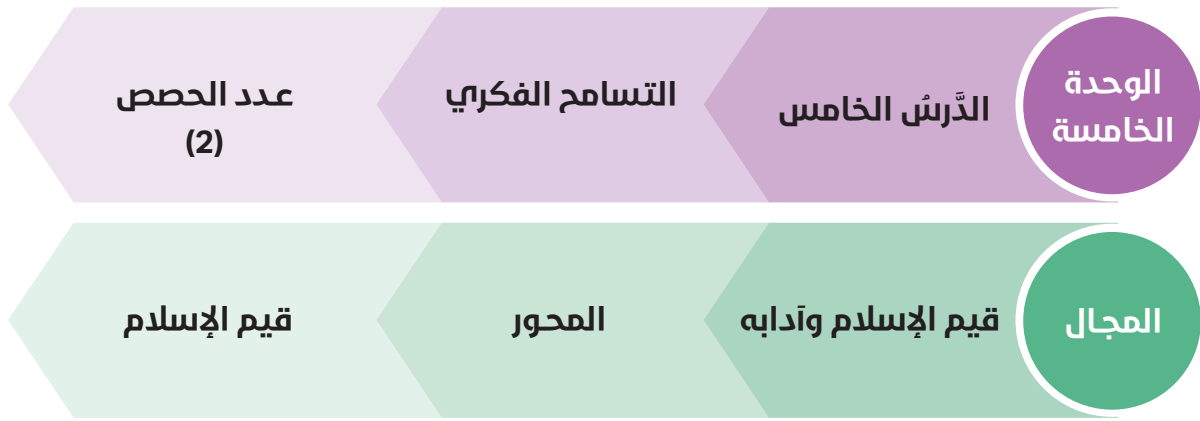 الوحدة
الخامسة
الدَّرسُ الخامس
التسامح الفكري
عدد الحصص
(2)
المجال
قيم الإسلام وآدابه
المحور
قيم الإسلام